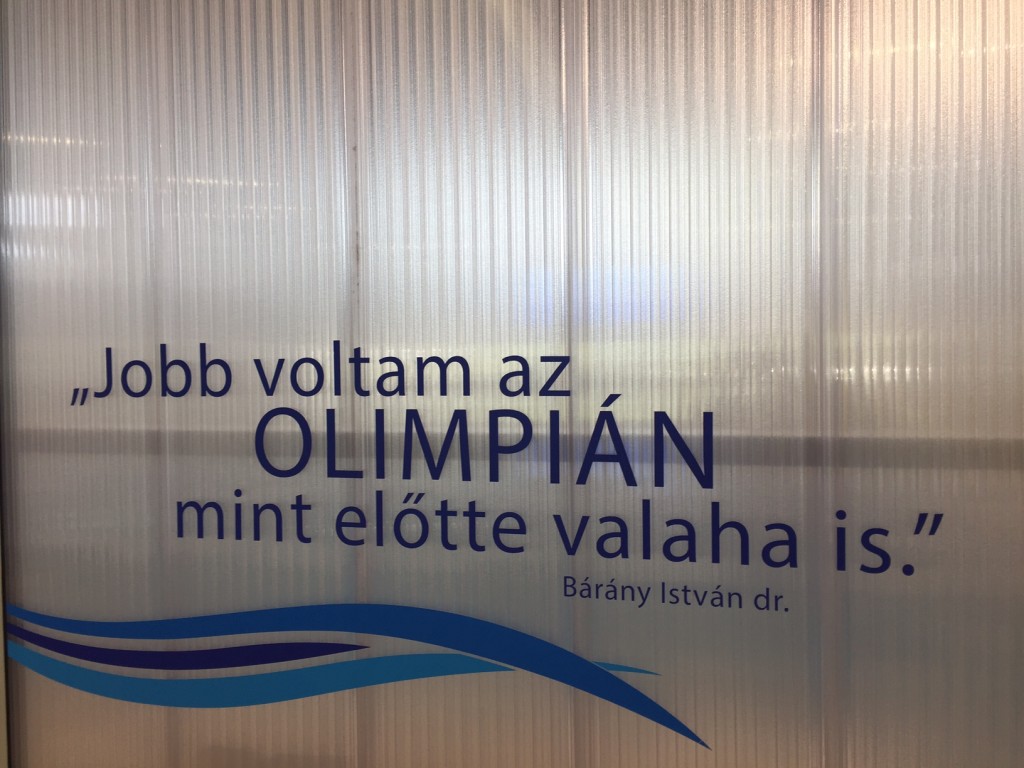 „Jobb voltam az
OLIMPIÁN
mint előtte valaha is.”
Bárány István dr.